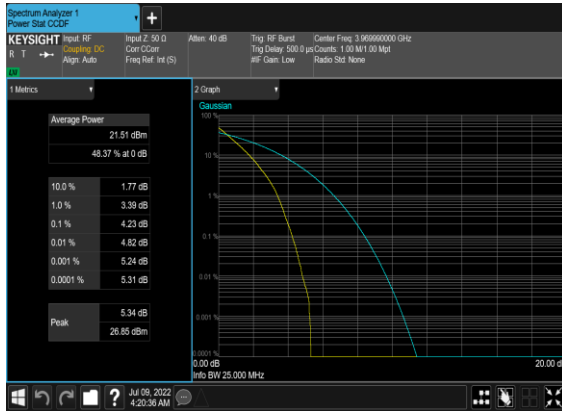 Spectrum Analyzer 1
Power Stat CCDF
KEYSIGHT
R T
LXI
Input: RF
Coupling: DC
Align: Auto
Input Z: 50 Ω
Corr CCorr
Freq Ref: Int (S)
Atten: 40 dB
Trig: RF Burst
Trig Delay: 500.0 µs
#IF Gain: Low
Center Freq: 3.969990000 GHz
Counts: 1.00 M/1.00 Mpt
Radio Std: None
1 Metrics
Average Power
21.51 dBm
48.37 % at 0 dB
10.0 % 1.77 dB
1.0 % 3.39 dB
0.1 % 4.23 dB
0.01 % 4.82 dB
0.001 % 5.24 dB
0.0001 % 5.31 dB
Peak
5.34 dB
26.85 dBm
2 Graph
Gaussian
100 %
10 %
1 %
0.1 %
0.01 %
0.001 %
0.0001 %
0.00 dB 20.00 d
Info BW 25.000 MHz
?
Jul 09, 2022
4:20:36 AM